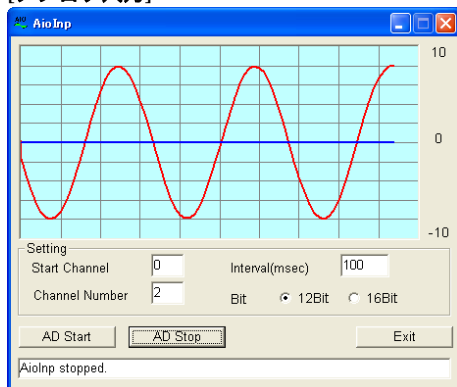 AIO AioInp
10
0
-10
Setting
Start Channel 0 Interval(msec) 100
Channel Number 2 Bit 12Bit 16Bit
AD Start AD Stop Exit
AioInp stopped.